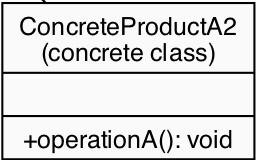 ConcreteProductA2
(concrete class)
+operationA(): void